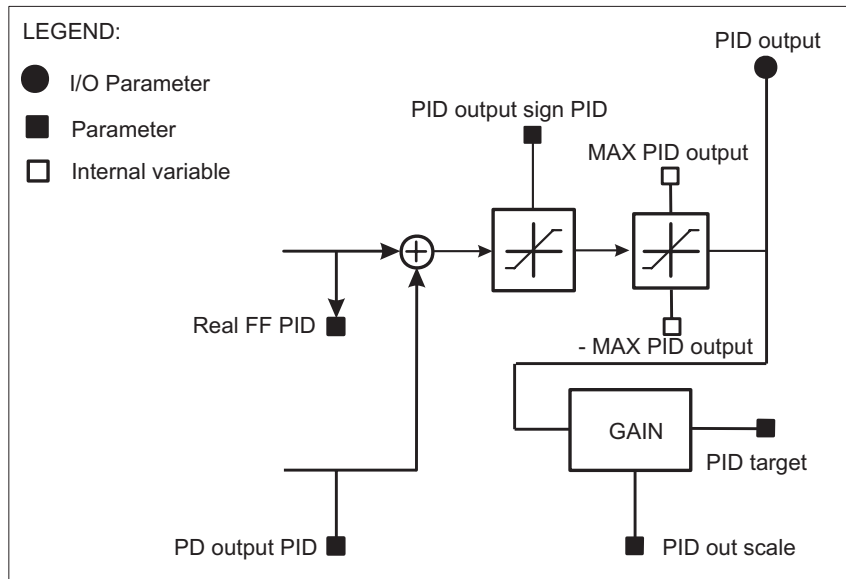 LEGEND:
I/O Parameter
Parameter
Internal variable
PID output
PID output sign PID
MAX PID output
Real FF PID
- MAX PID output
GAIN
PID target
PD output PID
PID out scale